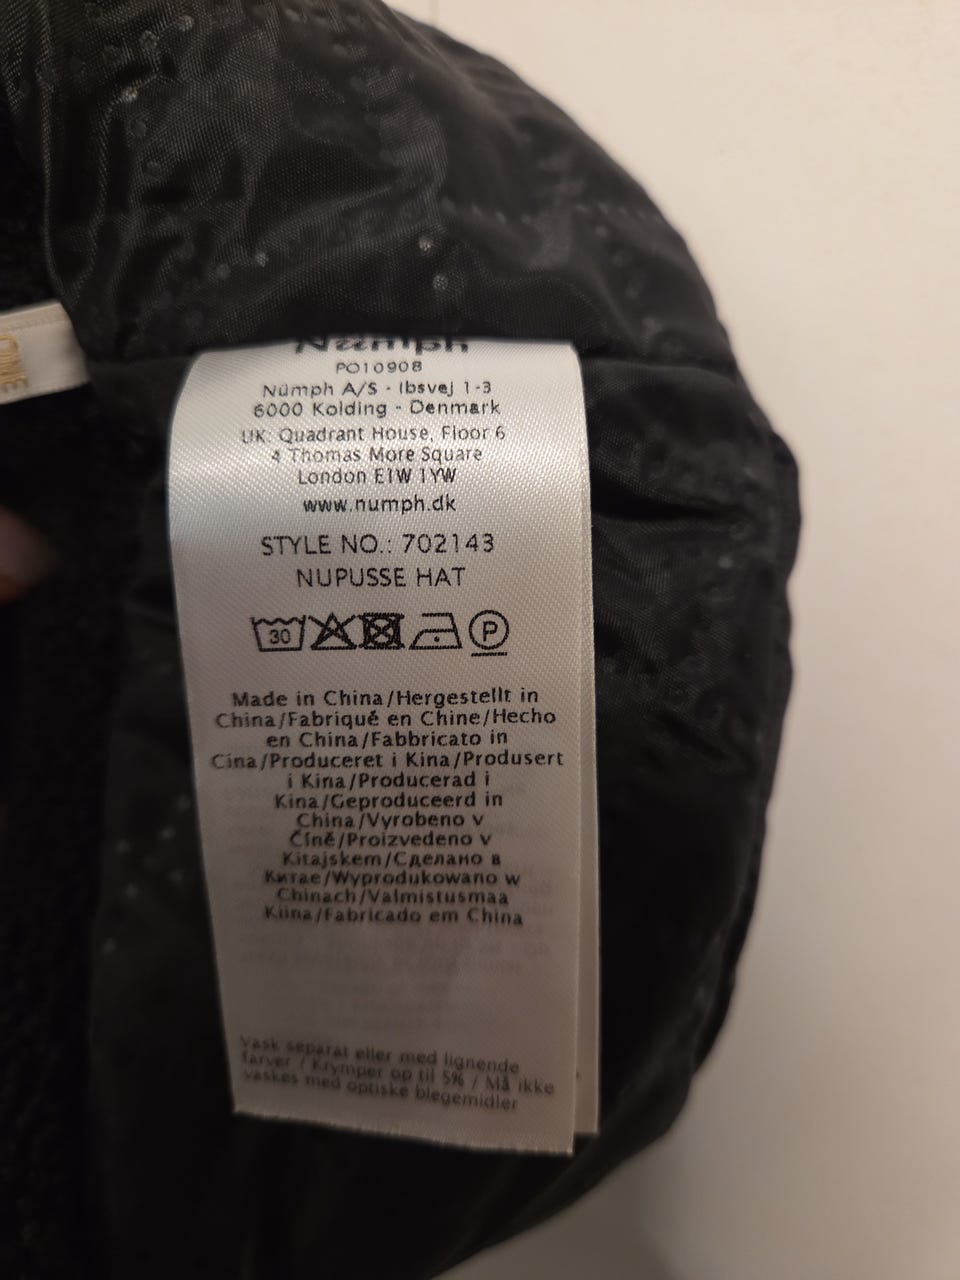 Nümph
PO10908
Nümph A/S - Ibsvej 1-3
6000 Kolding - Denmark
UK: Quadrant House, Floor 6
4 Thomas More Square
London E1W 1YW
www.numph.dk
STYLE NO.: 702143
NUPUSSE HAT
30 P
Made in China/Hergestellt in
China/Fabriqué en Chine/Hecho
en China/Fabbricato in
Cina/Produceret i Kina/Produsert
i Kina/Producerad i
Kina/Geproduceerd in
China/Vyrobeno v
Číně/Proizvedeno v
Kitajskem/Сделано в
Китае/Wyprodukowano w
Chinach/Valmistusmaa
Kiina/Fabricado em China
Vask separat eller med lignende
farver / Krymper op til 5% / Må ikke
vaskes med optiske blegemidler